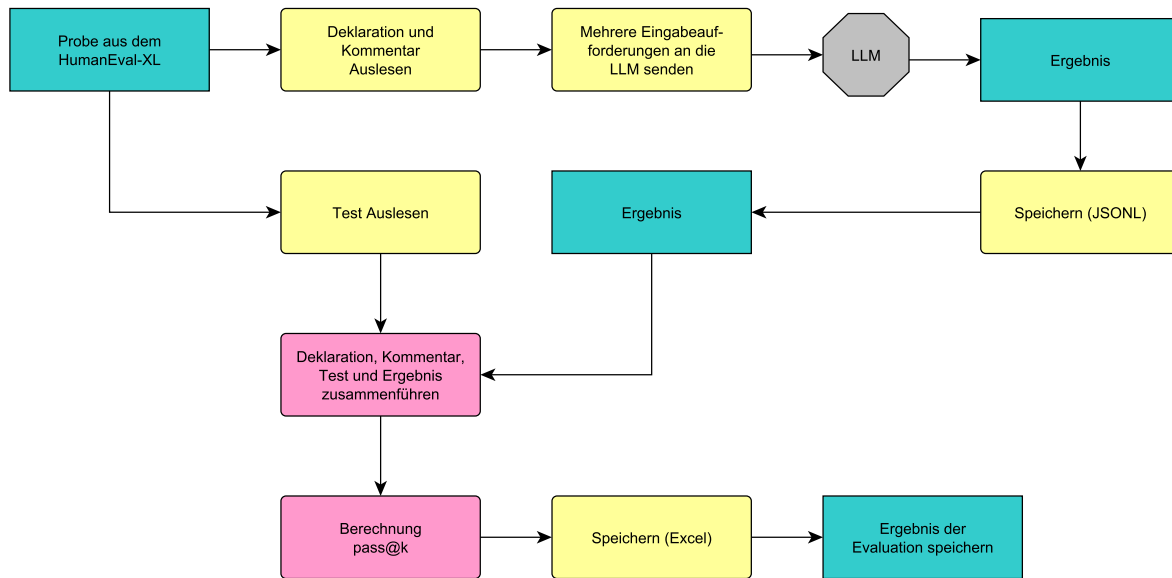 Probe aus dem
HumanEval-XL
Deklaration und
Kommentar
Auslesen
Mehrere Eingabeauf-
forderungen an die
LLM senden
LLM
Ergebnis
Test Auslesen
Ergebnis
Speichern (JSONL)
Deklaration, Kommentar,
Test und Ergebnis
zusammenführen
Berechnung
pass@k
Speichern (Excel)
Ergebnis der
Evaluation speichern